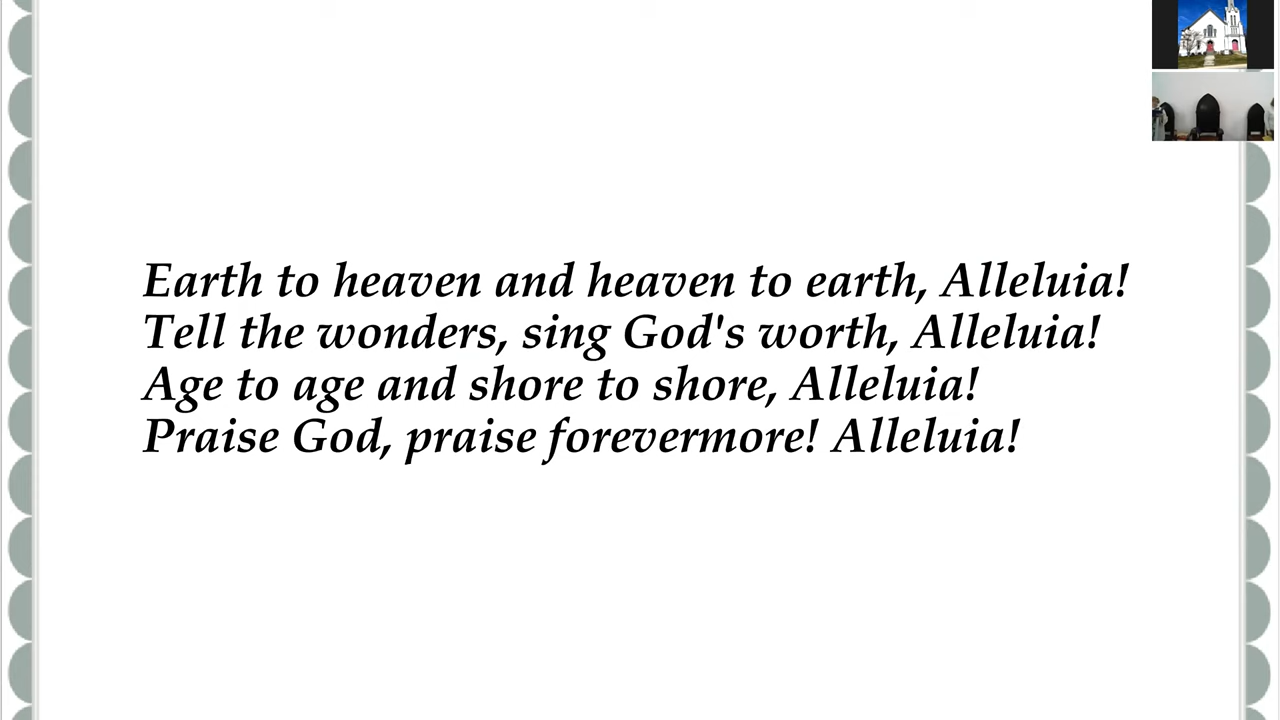 Earth to heaven and heaven to earth, Alleluia!
Tell the wonders, sing God's worth, Alleluia!
Age to age and shore to shore, Alleluia!
Praise God, praise forevermore! Alleluia!